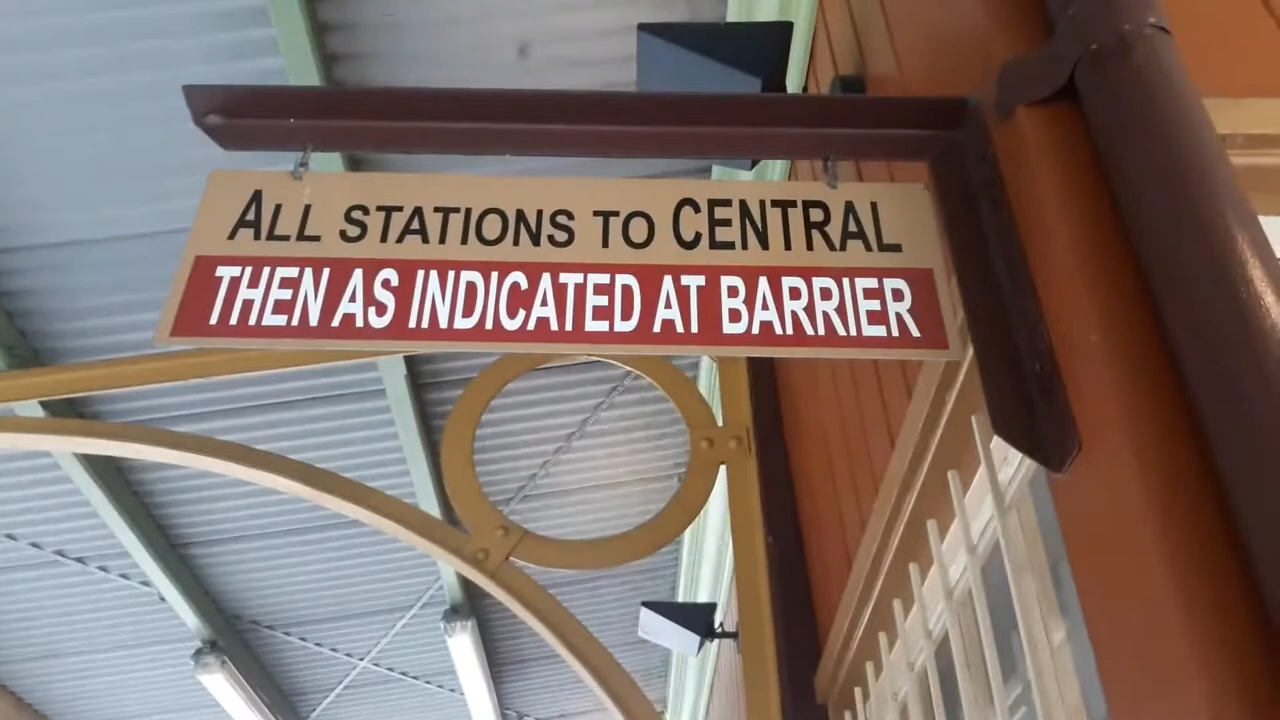 ALL STATIONS TO CENTRAL
THEN AS INDICATED AT BARRIER